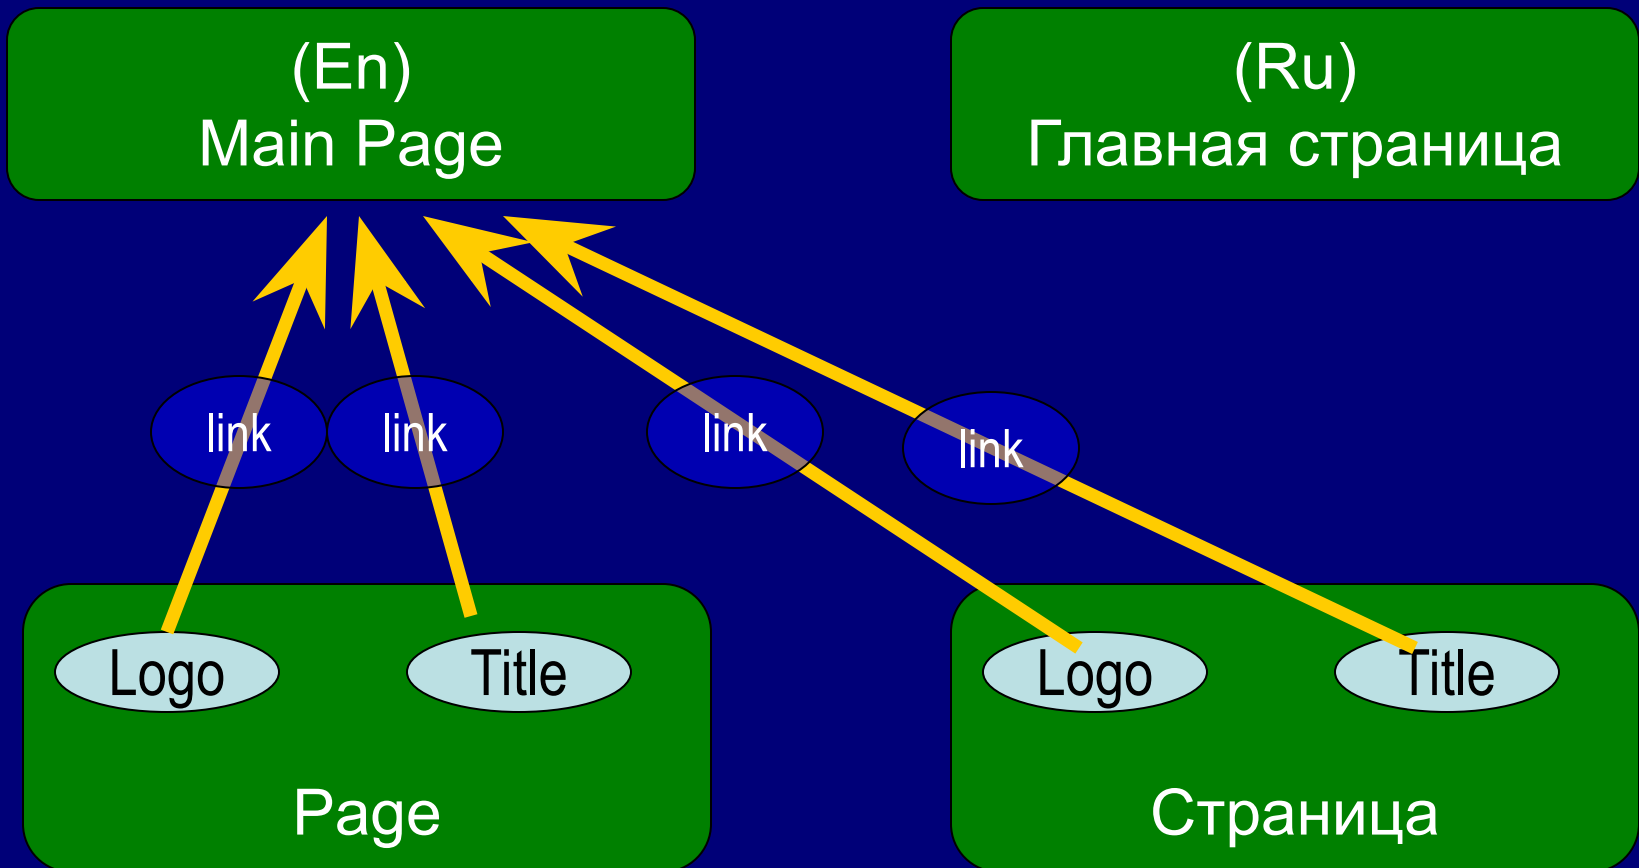 (En)
Main Page
(Ru)
Главная страница
link
link
link
link
Logo
Title
Logo
Title
Page
Страница